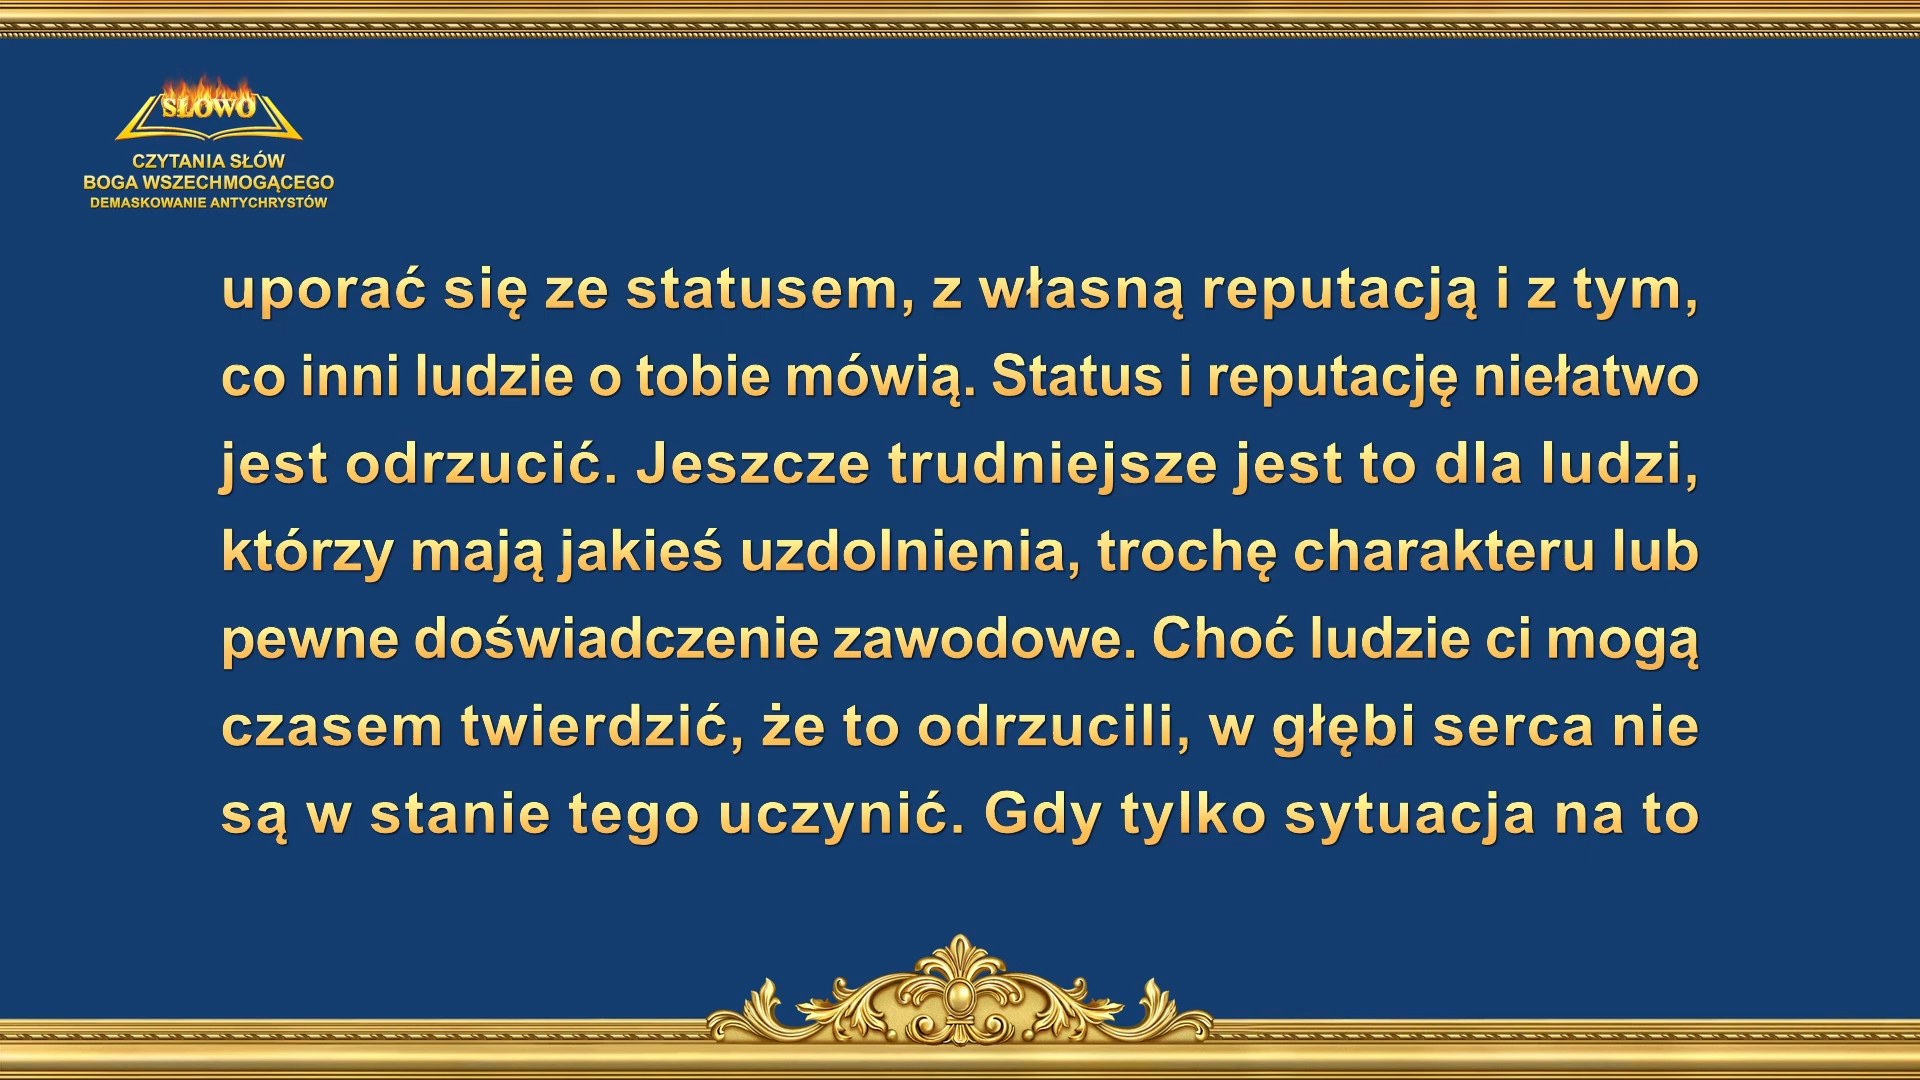 SŁOWO
CZYTANIA SŁÓW
BOGA WSZECHMOGĄCEGO
DEMASKOWANIE ANTYCHRYSTÓW
uporać się ze statusem, z własną reputacją i z tym,
co inni ludzie o tobie mówią. Status i reputację niełatwo
jest odrzucić. Jeszcze trudniejsze jest to dla ludzi,
którzy mają jakieś uzdolnienia, trochę charakteru lub
pewne doświadczenie zawodowe. Choć ludzie ci mogą
czasem twierdzić, że to odrzucili, w głębi serca nie
są w stanie tego uczynić. Gdy tylko sytuacja na to